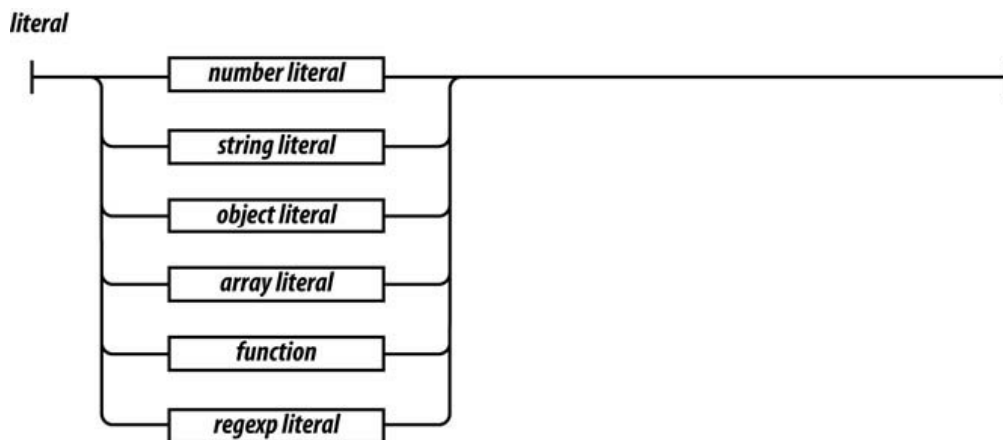 literal
number literal
string literal
object literal
array literal
function
regexp literal